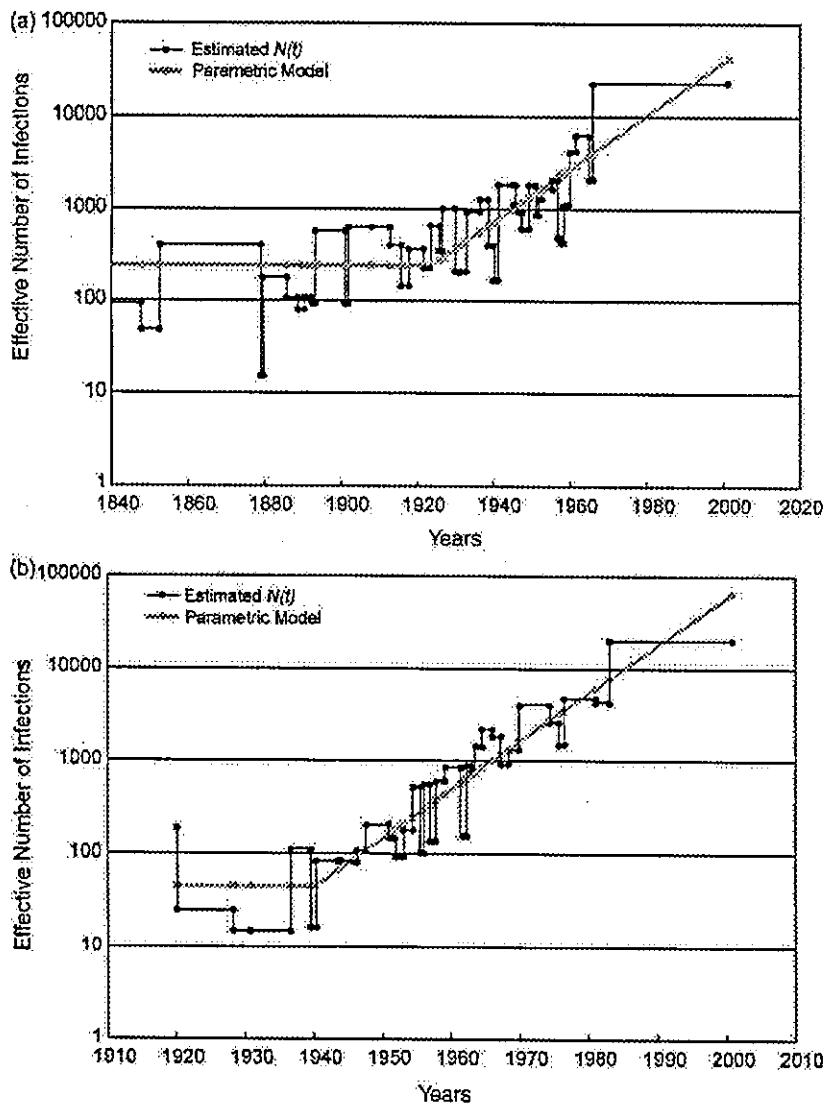 (a)
100000
10000
1000
100
10
1
Effective Number of Infections
Estimated N(t)
Parametric Model
1840 1860 1880 1900 1920 1940 1960 1980 2000 2020
Years
(b)
100000
10000
1000
100
10
1
Effective Number of Infections
Estimated N(t)
Parametric Model
1910 1920 1930 1940 1950 1960 1970 1980 1990 2000 2010
Years